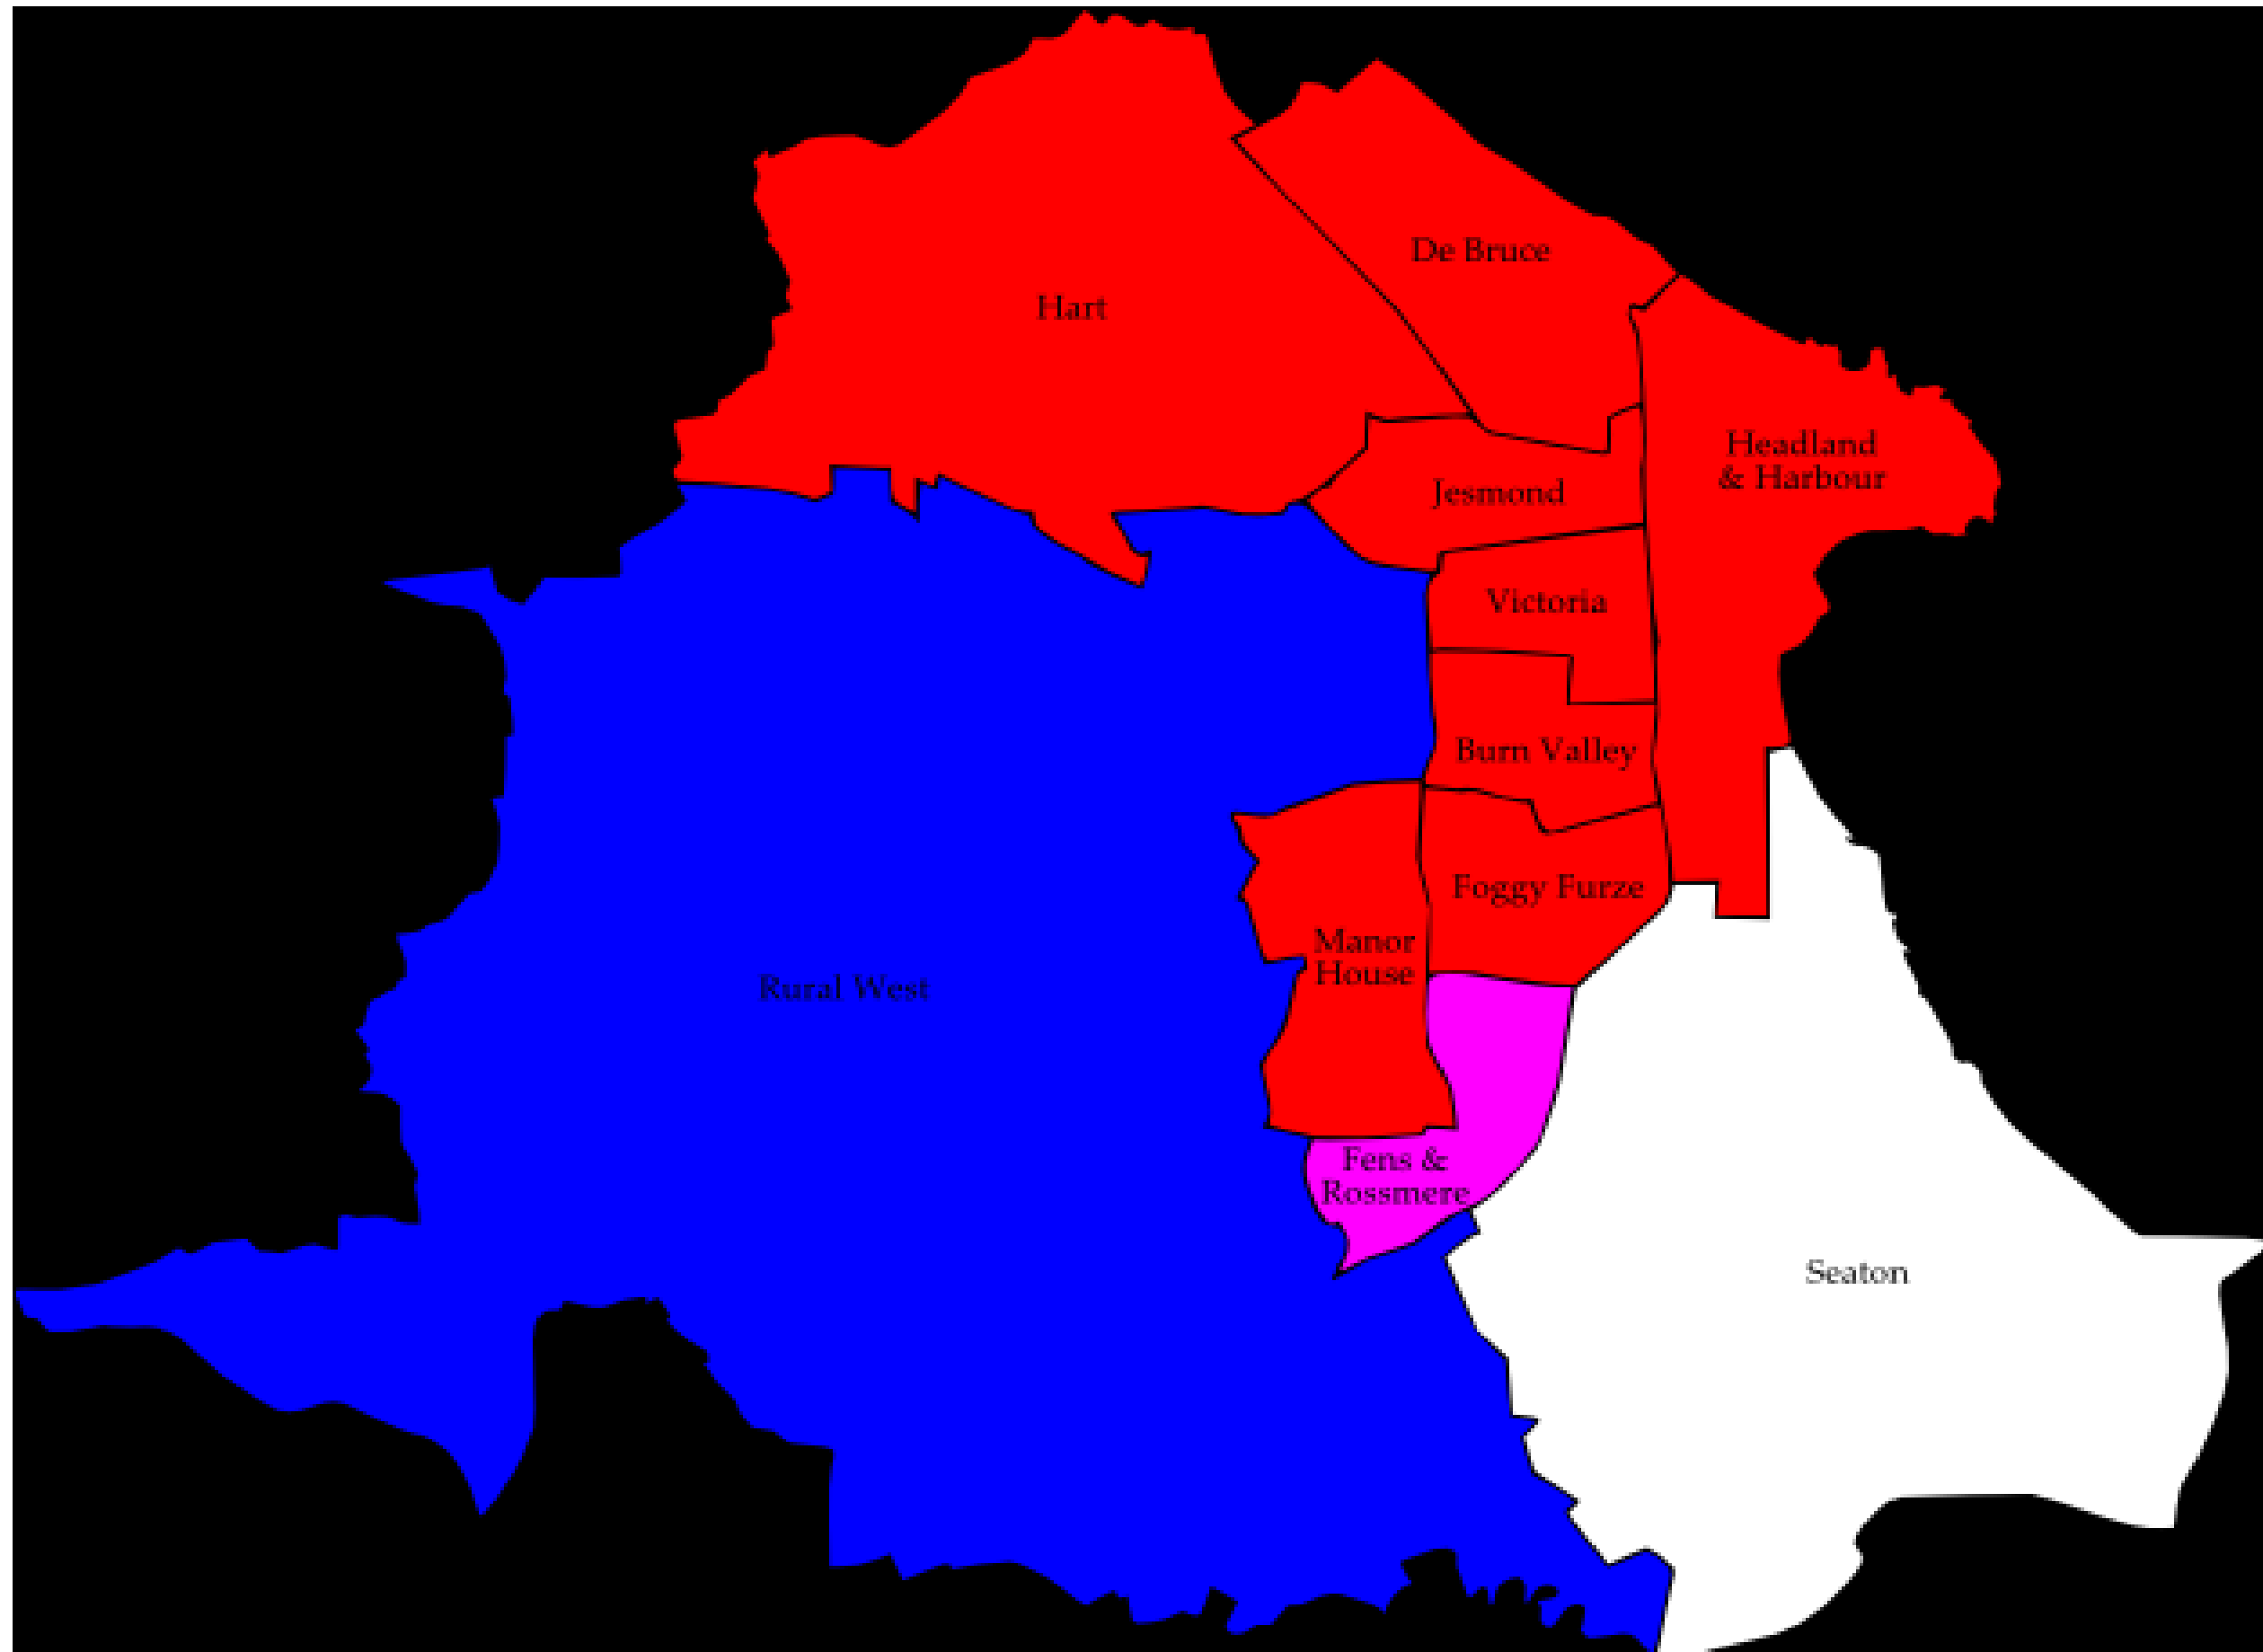 De Bruce
Hart
Headland
& Harbour
Jesmond
Victoria
Burn Valley
Foggy Furze
Manor
House
Rural West
Fens &
Rossmere
Seaton